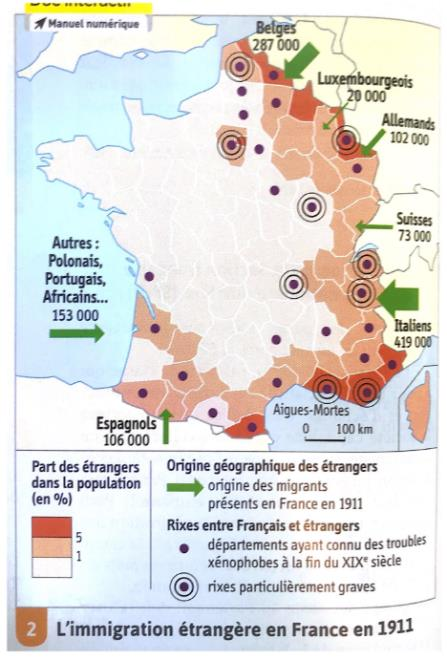 Doc interactif
Manuel numérique
Belges
287 000
Luxembourgeois
20 000
Allemands
102 000
Suisses
73 000
Autres :
Polonais,
Portugais,
Africains...
153 000
Italiens
419 000
Aigues-Mortes
0 100 km
Espagnols
106 000
Part des étrangers
dans la population
(en %)
5
1
Origine géographique des étrangers
origine des migrants
présents en France en 1911
Rixes entre Français et étrangers
départements ayant connu des troubles
xénophobes à la fin du XIXe siècle
rixes particulièrement graves
2 L'immigration étrangère en France en 1911